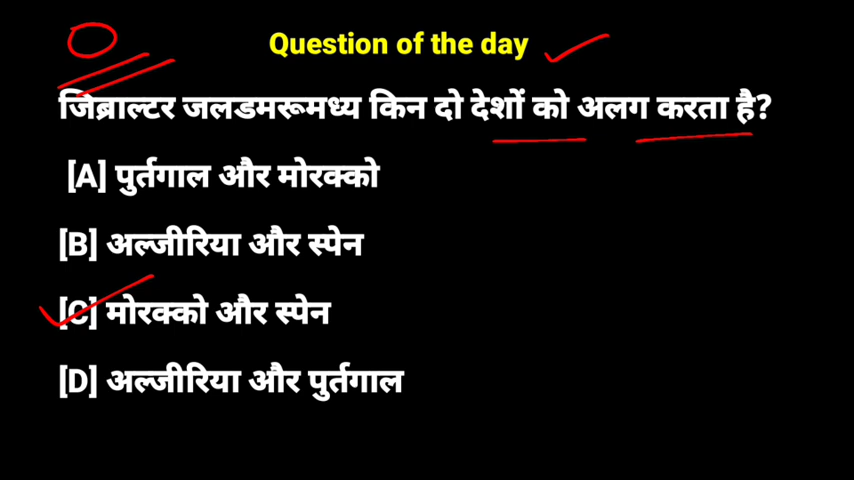 Question of the day
जिब्राल्टर जलडमरूमध्य किन दो देशों को अलग करता है?
[A] पुर्तगाल और मोरक्को
[B] अल्जीरिया और स्पेन
[C] मोरक्को और स्पेन
[D] अल्जीरिया और पुर्तगाल